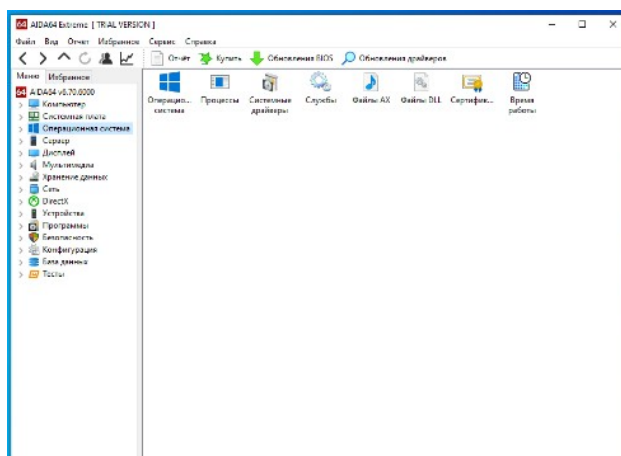 AIDA64 Extreme [ TRIAL VERSION ]
Файл Вид Отчет Избранное Сервис Справка
Отчёт Купить Обновления BIOS Обновления драйверов
Меню Избранное
AIDA64 v6.70.6000
Компьютер
Системная плата
Операционная система
Сервер
Дисплей
Мультимедиа
Хранение данных
Сеть
DirectX
Устройства
Программы
Безопасность
Конфигурация
База данных
Тесты
Операцио... система
Процессы
Системные драйверы
Службы
Файлы AX
Файлы DLL
Сертифик...
Время работы